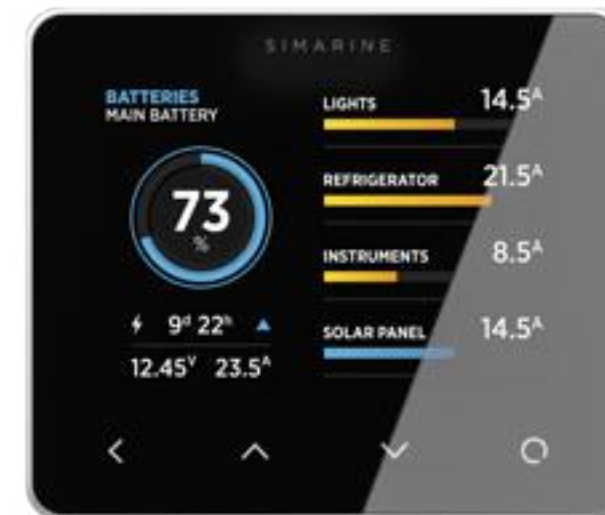 SIMARINE
BATTERIES
MAIN BATTERY
73
%
9d 22h
12.45V 23.5A
LIGHTS 14.5A
REFRIGERATOR 21.5A
INSTRUMENTS 8.5A
SOLAR PANEL 14.5A